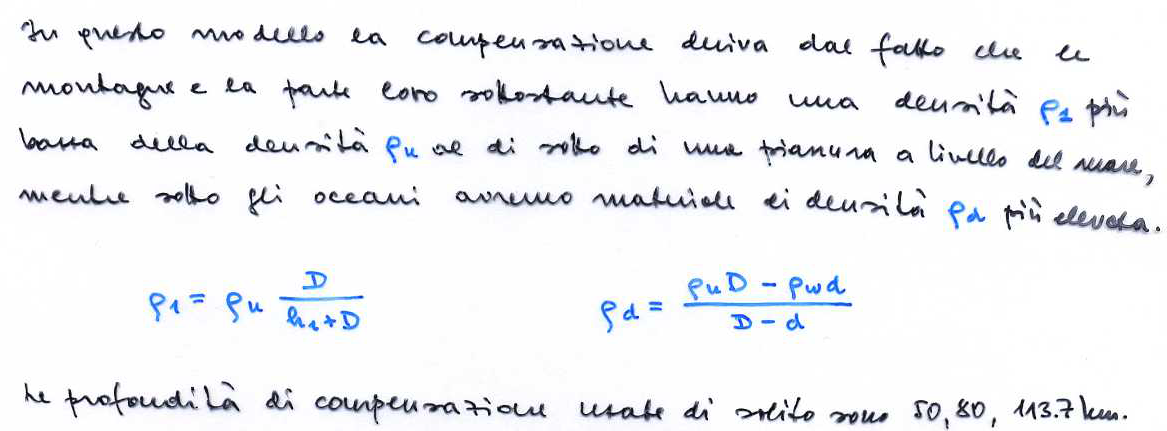 In questo modello la compensazione deriva dal fatto che le
montagne e la parte loro sottostante hanno una densità ρ1 più
bassa della densità ρu al di sotto di una pianura a livello del mare,
mentre sotto gli oceani avremo materiale di densità ρd più elevata.
ρ1 = ρu D/(h1+D)    ρd = (ρuD - ρwd)/(D - d)
Le profondità di compensazione usate di solito sono 50, 80, 113.7 km.